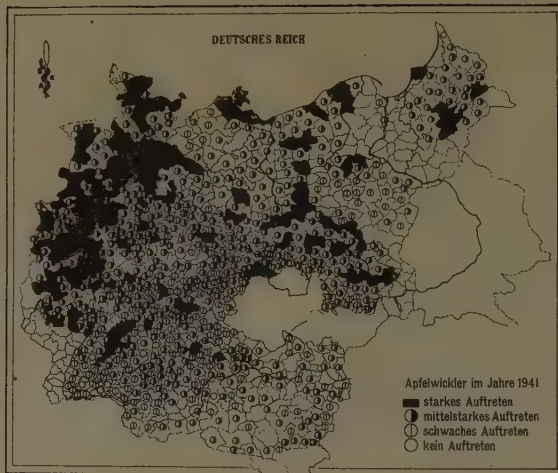 DEUTSCHES REICH
Apfelwickler im Jahre 1941
starkes Auftreten
mittelstarkes Auftreten
schwaches Auftreten
kein Auftreten